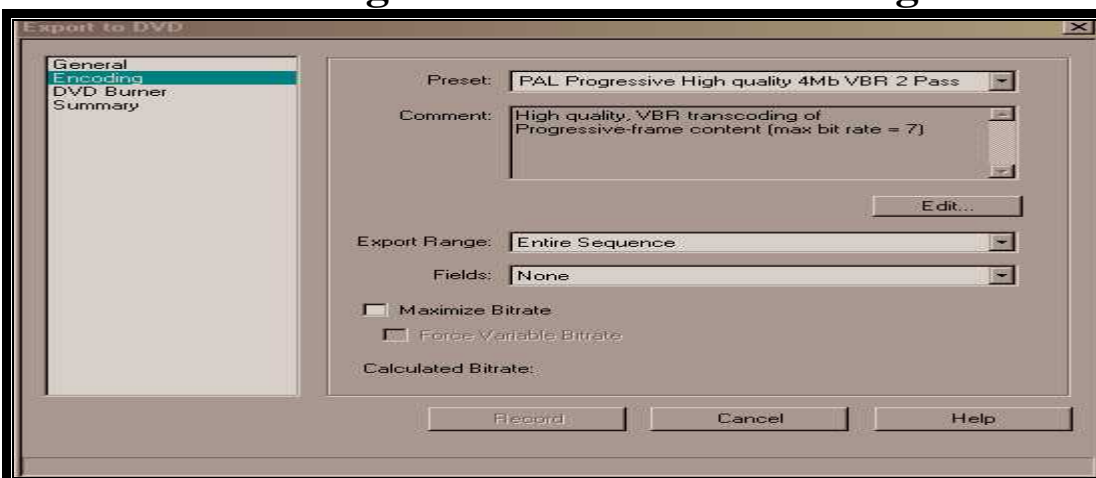 Export to DVD
General
Encoding
DVD Burner
Summary
Preset: PAL Progressive High quality 4Mb VBR 2 Pass
Comment: High quality, VBR transcoding of
Progressive-frame content (max bit rate = 7)
Edit...
Export Range: Entire Sequence
Fields: None
Maximize Bitrate
Force Variable Bitrate
Calculated Bitrate:
Record Cancel Help